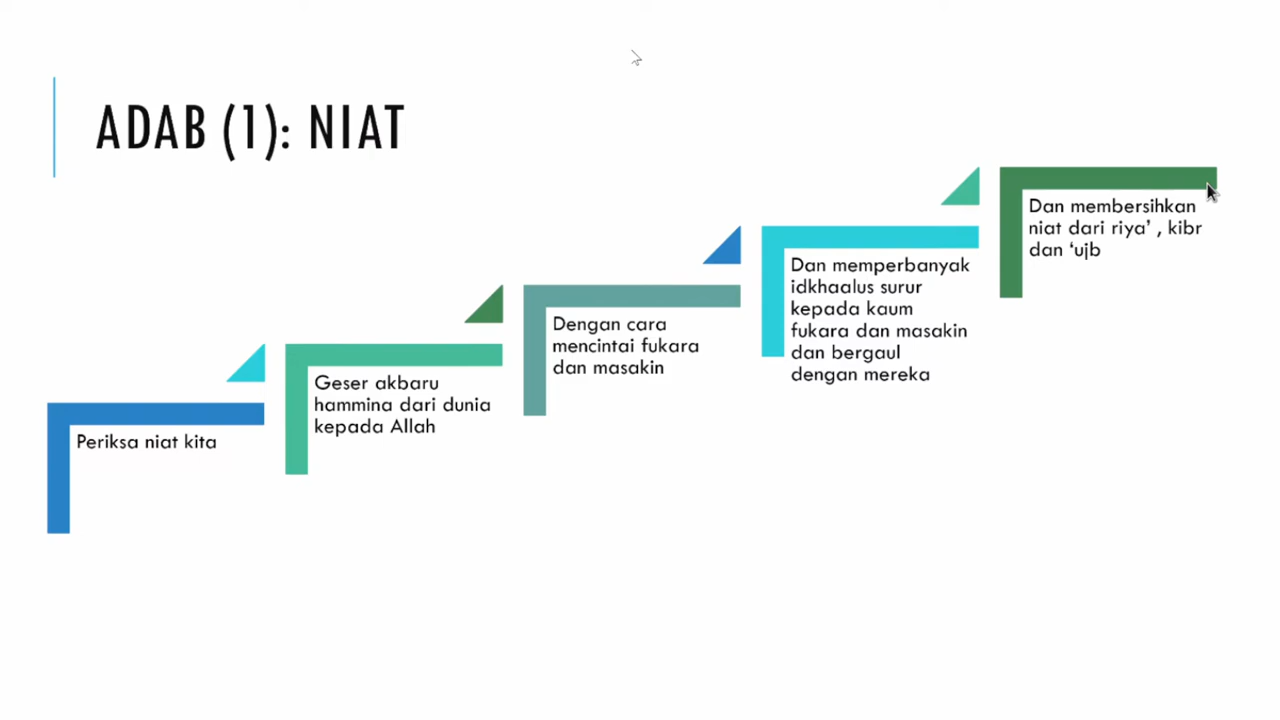 ADAB (1): NIAT
Periksa niat kita
Geser akbaru
hammina dari dunia
kepada Allah
Dengan cara
mencintai fukara
dan masakin
Dan memperbanyak
idkhaalus surur
kepada kaum
fukara dan masakin
dan bergaul
dengan mereka
Dan membersihkan
niat dari riya’ , kibr
dan ‘ujb